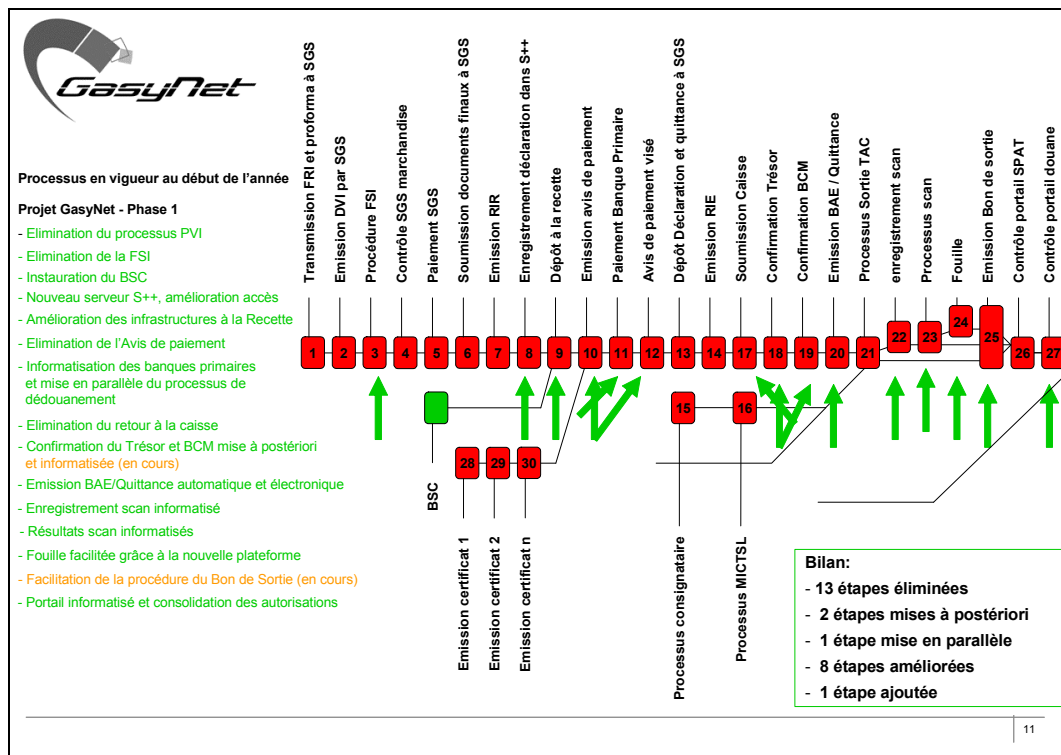 GasyNet
Processus en vigueur au début de l'année
Projet GasyNet - Phase 1
- Elimination du processus PVI
- Elimination de la FSI
- Instauration du BSC
- Nouveau serveur S++, amélioration accès
- Amélioration des infrastructures à la Recette
- Elimination de l'Avis de paiement
- Informatisation des banques primaires
et mise en parallèle du processus de
dédouanement
- Elimination du retour à la caisse
- Confirmation du Trésor et BCM mise à postériori
et informatisée (en cours)
- Emission BAE/Quittance automatique et électronique
- Enregistrement scan informatisé
- Résultats scan informatisés
- Fouille facilitée grâce à la nouvelle plateforme
- Facilitation de la procédure du Bon de Sortie (en cours)
- Portail informatisé et consolidation des autorisations
Transmission FRI et proforma à SGS
Emission DVI par SGS
Procédure FSI
Contrôle SGS marchandise
Paiement SGS
Soumission documents finaux à SGS
Emission RIR
Enregistrement déclaration dans S++
Dépôt à la recette
Emission avis de paiement
Paiement Banque Primaire
Avis de paiement visé
Dépôt Déclaration et quittance à SGS
Emission RIE
Soumission Caisse
Confirmation Trésor
Confirmation BCM
Emission BAE / Quittance
Processus Sortie TAC
enregistrement scan
Processus scan
Fouille
Emission Bon de sortie
Contrôle portail SPAT
Contrôle portail douane
1
2
3
4
5
6
7
8
9
10
11
12
13
14
17
18
19
20
21
22
23
24
25
26
27
15
16
28
29
30
BSC
Emission certificat 1
Emission certificat 2
Emission certificat n
Processus consignataire
Processus MICTSL
Bilan:
- 13 étapes éliminées
- 2 étapes mises à postériori
- 1 étape mise en parallèle
- 8 étapes améliorées
- 1 étape ajoutée
11